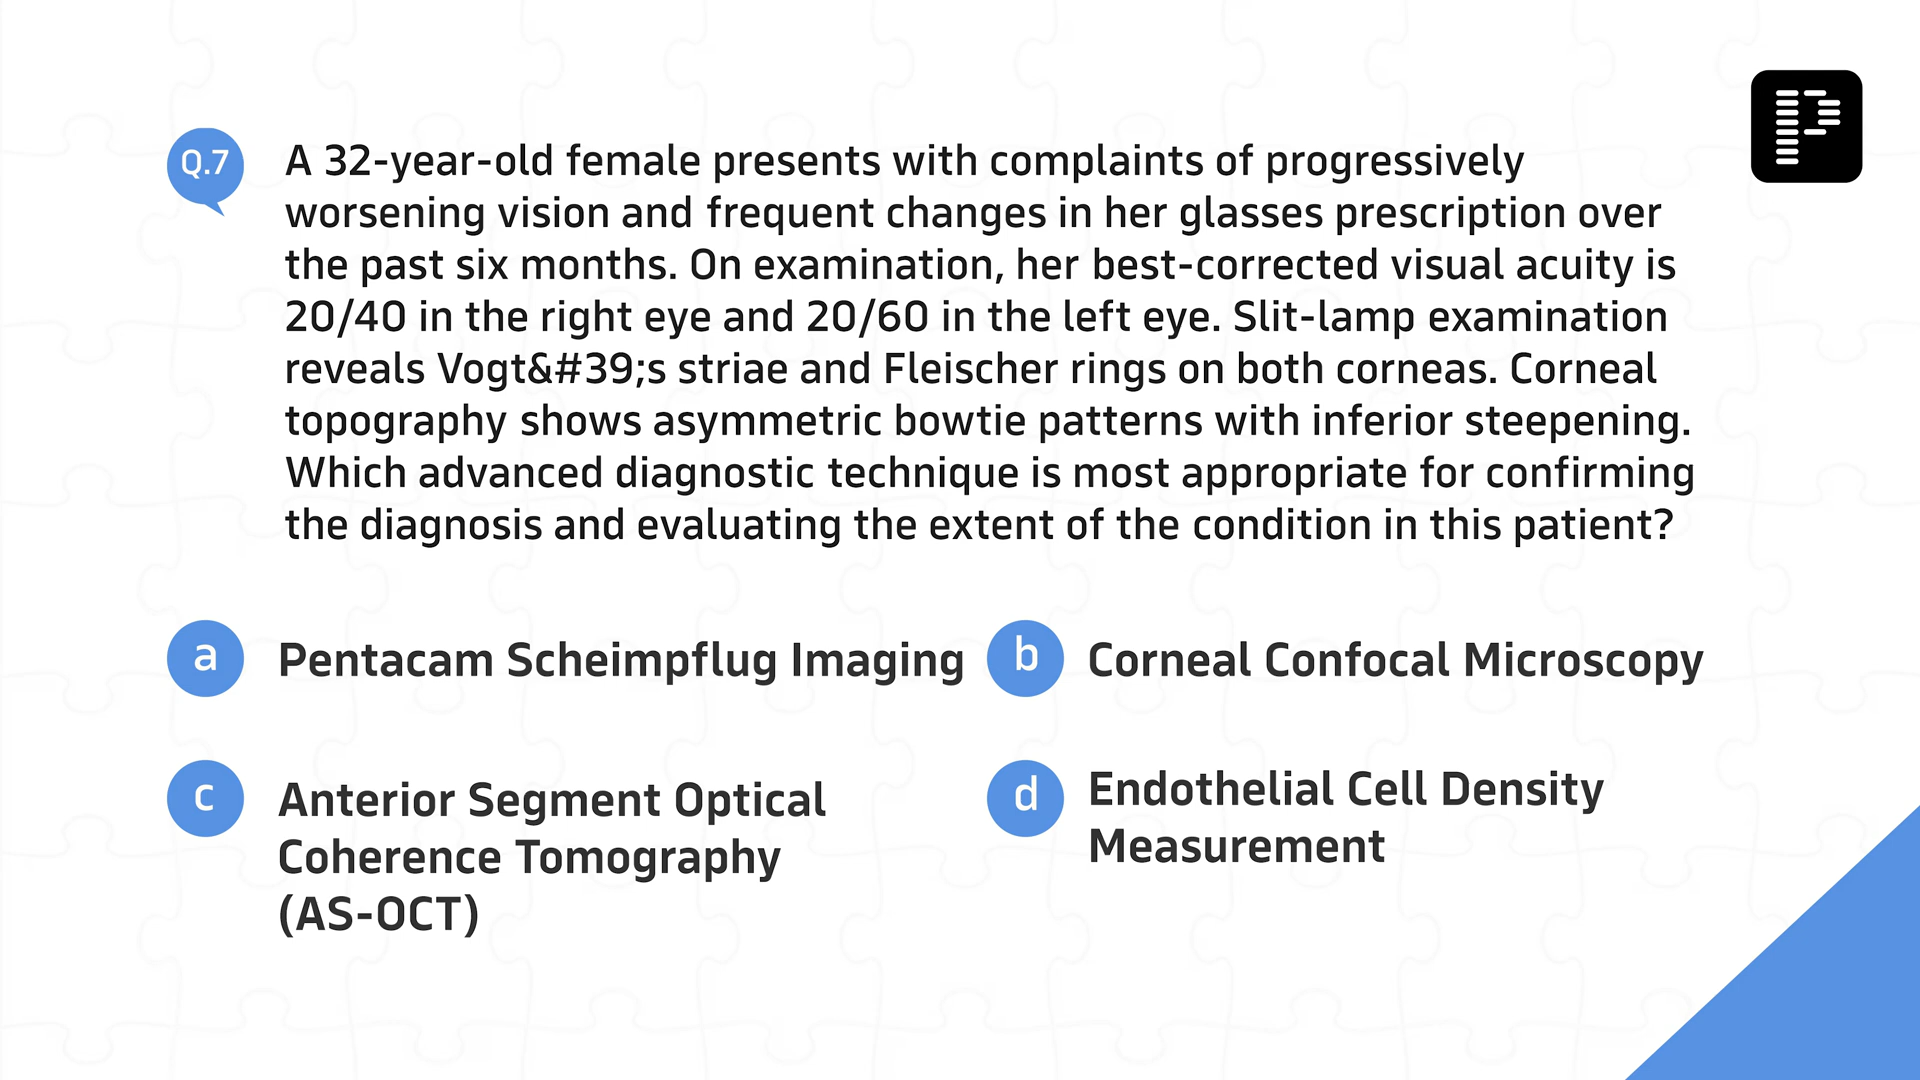 Q.7
A 32-year-old female presents with complaints of progressively
worsening vision and frequent changes in her glasses prescription over
the past six months. On examination, her best-corrected visual acuity is
20/40 in the right eye and 20/60 in the left eye. Slit-lamp examination
reveals Vogt&#39;s striae and Fleischer rings on both corneas. Corneal
topography shows asymmetric bowtie patterns with inferior steepening.
Which advanced diagnostic technique is most appropriate for confirming
the diagnosis and evaluating the extent of the condition in this patient?
a Pentacam Scheimpflug Imaging
b Corneal Confocal Microscopy
c Anterior Segment Optical
Coherence Tomography
(AS-OCT)
d Endothelial Cell Density
Measurement